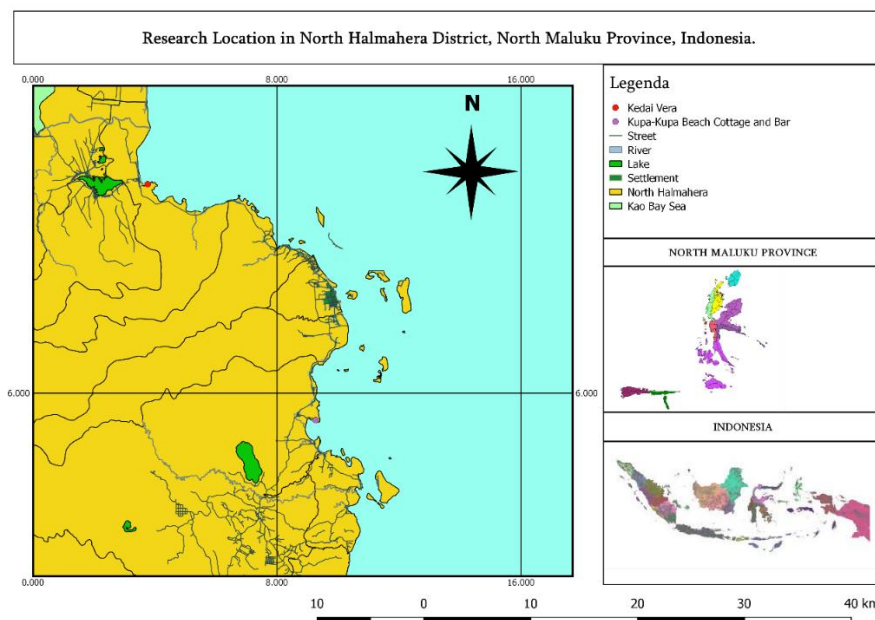 Research Location in North Halmahera District, North Maluku Province, Indonesia.
0.000 8.000 16.000
N
6.000 6.000
0.000 8.000 16.000
Legenda
Kedai Vera
Kupa-Kupa Beach Cottage and Bar
Street
River
Lake
Settlement
North Halmahera
Kao Bay Sea
NORTH MALUKU PROVINCE
INDONESIA
10 0 10 20 30 40 km